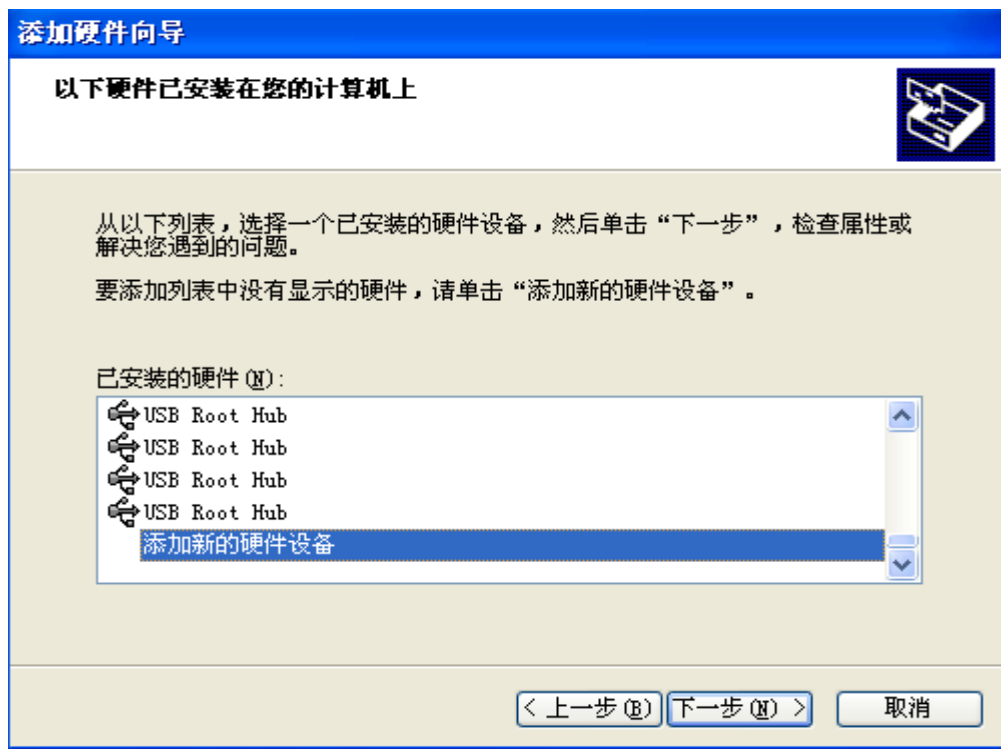 添加硬件向导
以下硬件已安装在您的计算机上
从以下列表，选择一个已安装的硬件设备，然后单击“下一步”，检查属性或
解决您遇到的问题。
要添加列表中没有显示的硬件，请单击“添加新的硬件设备”。
已安装的硬件(N):
USB Root Hub
USB Root Hub
USB Root Hub
USB Root Hub
添加新的硬件设备
< 上一步(B) 下一步(N) > 取消